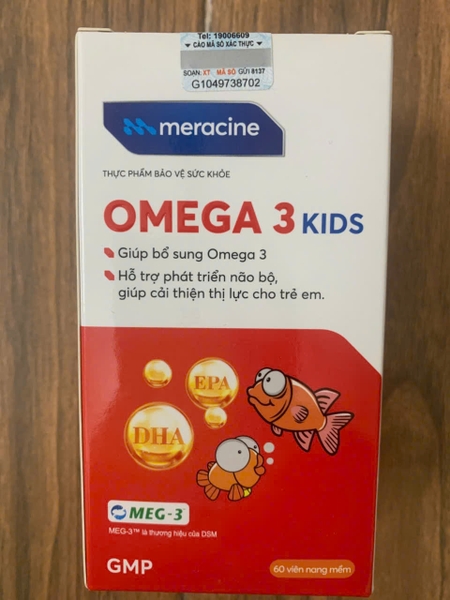 Tel: 19006609
CÀO MÃ SỐ XÁC THỰC
SOẠN: XT MÃ SỐ GỬI 8137
G1049738702
meracine
THỰC PHẨM BẢO VỆ SỨC KHỎE
OMEGA 3 KIDS
Giúp bổ sung Omega 3
Hỗ trợ phát triển não bộ,
giúp cải thiện thị lực cho trẻ em.
EPA
DHA
MEG-3®
MEG-3™ là thương hiệu của DSM
GMP
60 viên nang mềm